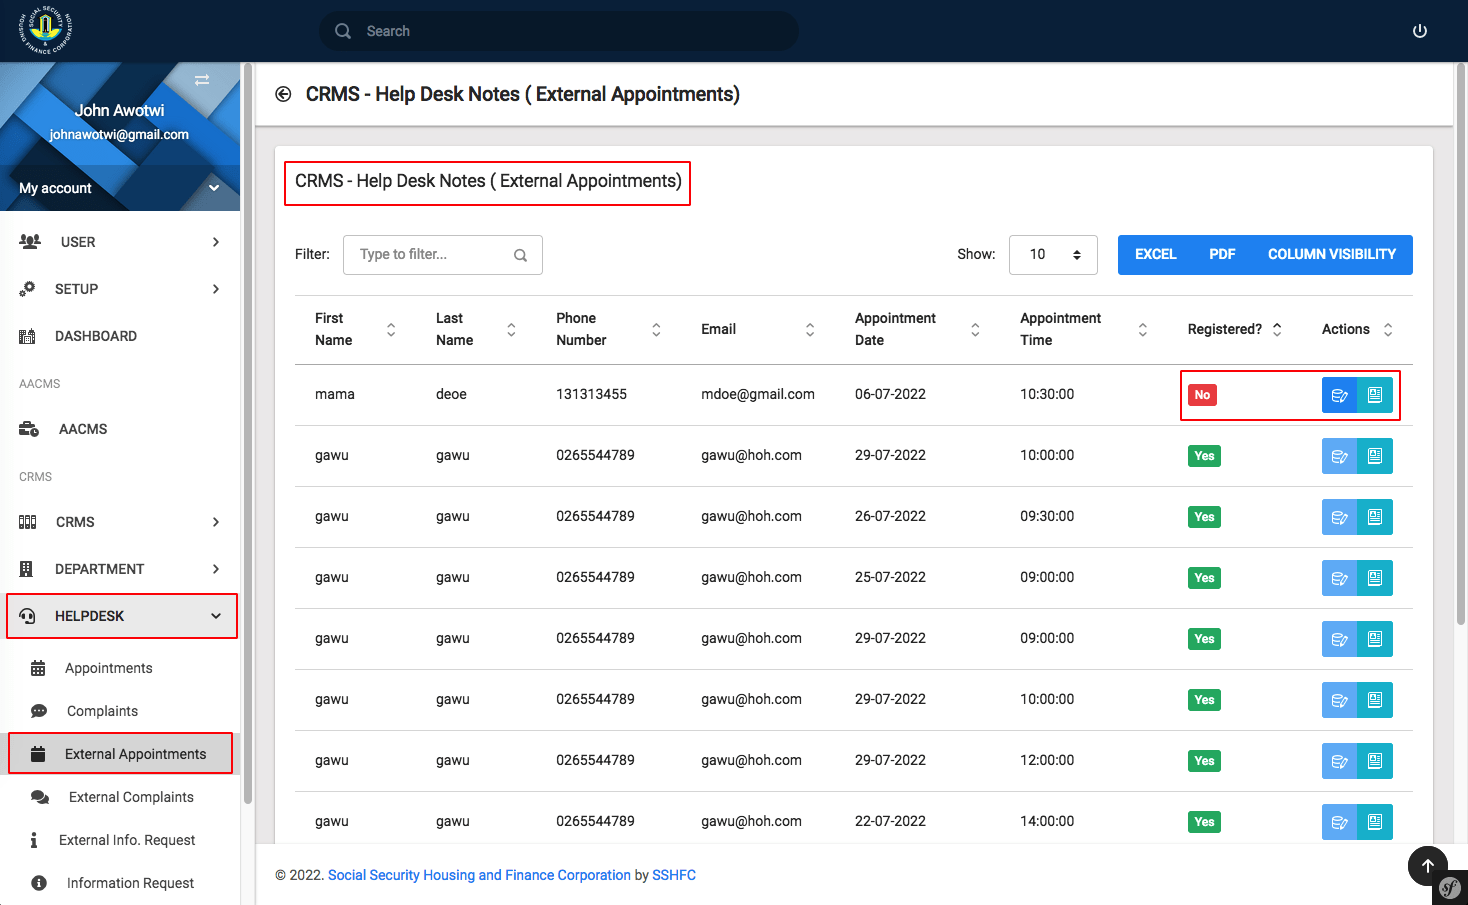 SOCIAL SECURITY
HOUSING FINANCE CORPORATION
&
Search
John Awotwi
johnawotwi@gmail.com
My account
USER
SETUP
DASHBOARD
AACMS
AACMS
CRMS
CRMS
DEPARTMENT
HELPDESK
Appointments
Complaints
External Appointments
External Complaints
External Info. Request
Information Request
CRMS - Help Desk Notes ( External Appointments)
CRMS - Help Desk Notes ( External Appointments)
Filter: Type to filter... Show: 10 EXCEL PDF COLUMN VISIBILITY
First Name Last Name Phone Number Email Appointment Date Appointment Time Registered? Actions
mama deoe 131313455 mdoe@gmail.com 06-07-2022 10:30:00 No
gawu gawu 0265544789 gawu@hoh.com 29-07-2022 10:00:00 Yes
gawu gawu 0265544789 gawu@hoh.com 26-07-2022 09:30:00 Yes
gawu gawu 0265544789 gawu@hoh.com 25-07-2022 09:00:00 Yes
gawu gawu 0265544789 gawu@hoh.com 29-07-2022 09:00:00 Yes
gawu gawu 0265544789 gawu@hoh.com 29-07-2022 10:00:00 Yes
gawu gawu 0265544789 gawu@hoh.com 29-07-2022 12:00:00 Yes
gawu gawu 0265544789 gawu@hoh.com 22-07-2022 14:00:00 Yes
© 2022. Social Security Housing and Finance Corporation by SSHFC
sf